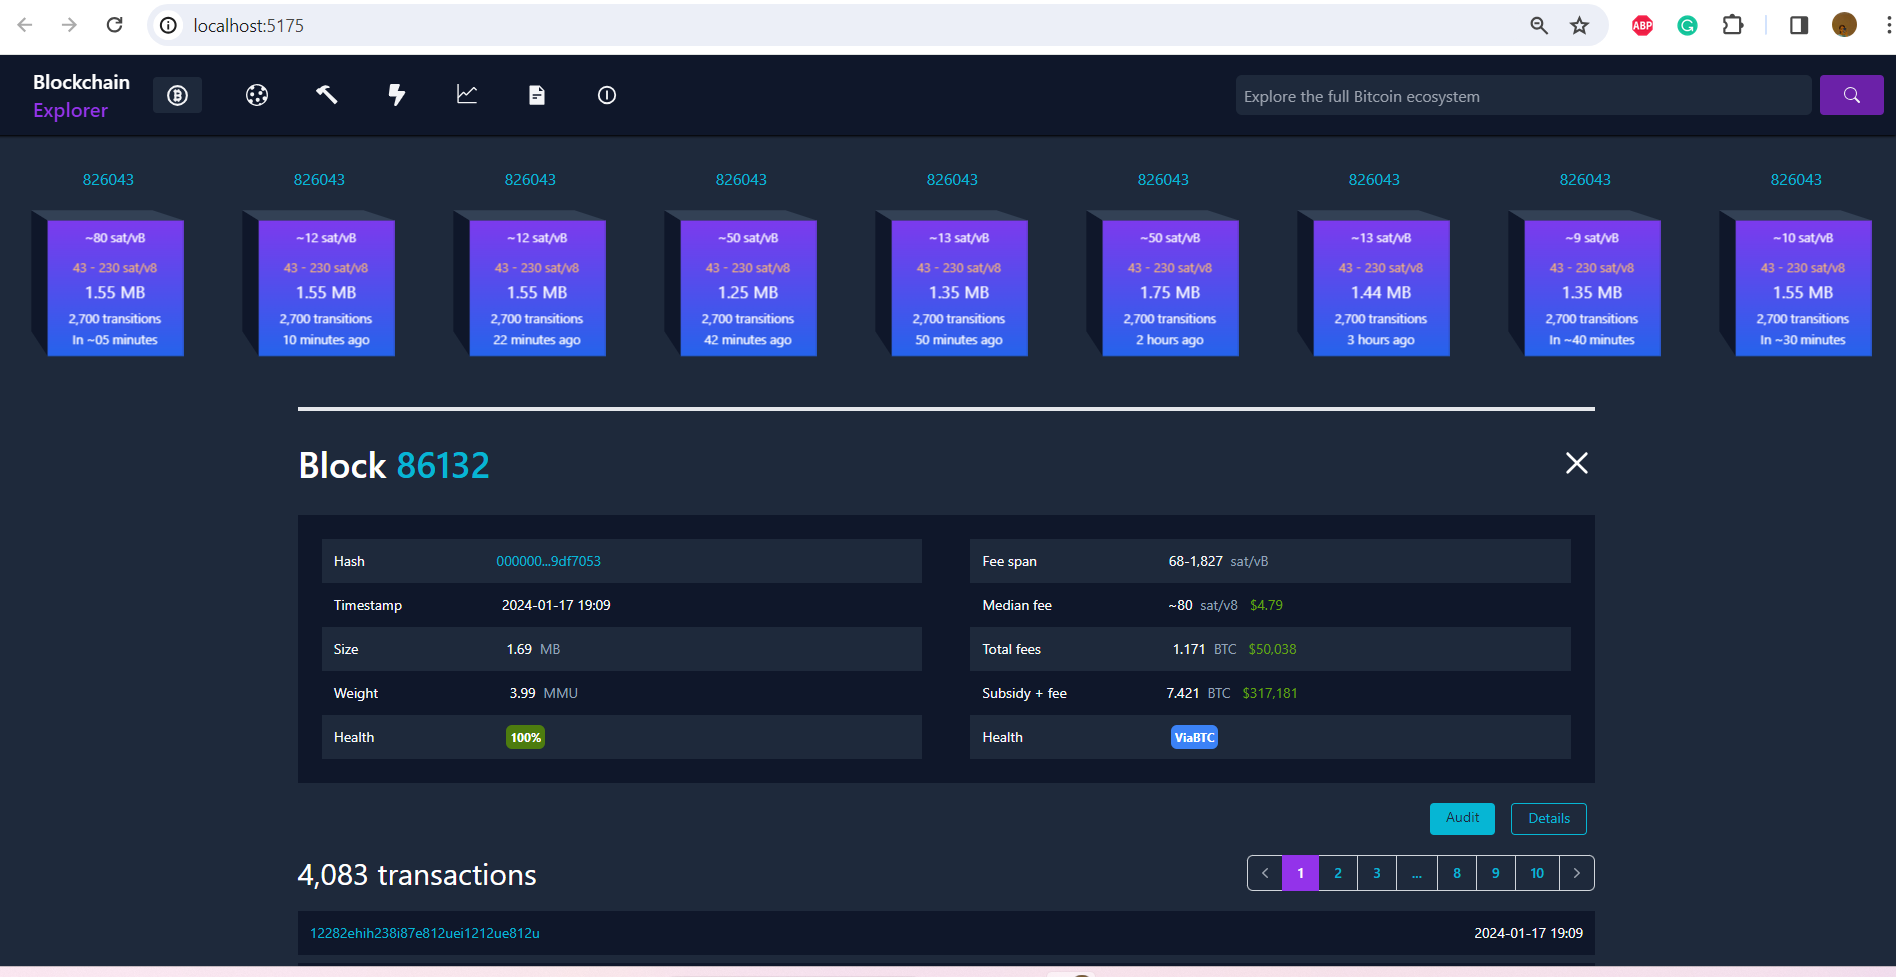 localhost:5175
ABP
Blockchain
Explorer
Explore the full Bitcoin ecosystem
826043 826043 826043 826043 826043 826043 826043 826043 826043
~80 sat/vB ~12 sat/vB ~12 sat/vB ~50 sat/vB ~13 sat/vB ~50 sat/vB ~13 sat/vB ~9 sat/vB ~10 sat/vB
43 - 230 sat/v8 43 - 230 sat/v8 43 - 230 sat/v8 43 - 230 sat/v8 43 - 230 sat/v8 43 - 230 sat/v8 43 - 230 sat/v8 43 - 230 sat/v8 43 - 230 sat/v8
1.55 MB 1.55 MB 1.55 MB 1.25 MB 1.35 MB 1.75 MB 1.44 MB 1.35 MB 1.55 MB
2,700 transitions 2,700 transitions 2,700 transitions 2,700 transitions 2,700 transitions 2,700 transitions 2,700 transitions 2,700 transitions 2,700 transitions
In ~05 minutes 10 minutes ago 22 minutes ago 42 minutes ago 50 minutes ago 2 hours ago 3 hours ago In ~40 minutes In ~30 minutes
Block 86132
Hash 000000...9df7053
Timestamp 2024-01-17 19:09
Size 1.69 MB
Weight 3.99 MMU
Health 100%
Fee span 68-1,827 sat/vB
Median fee ~80 sat/v8 $4.79
Total fees 1.171 BTC $50,038
Subsidy + fee 7.421 BTC $317,181
Health ViaBTC
Audit Details
4,083 transactions
< 1 2 3 ... 8 9 10 >
12282ehih238i87e812uei1212ue812u 2024-01-17 19:09